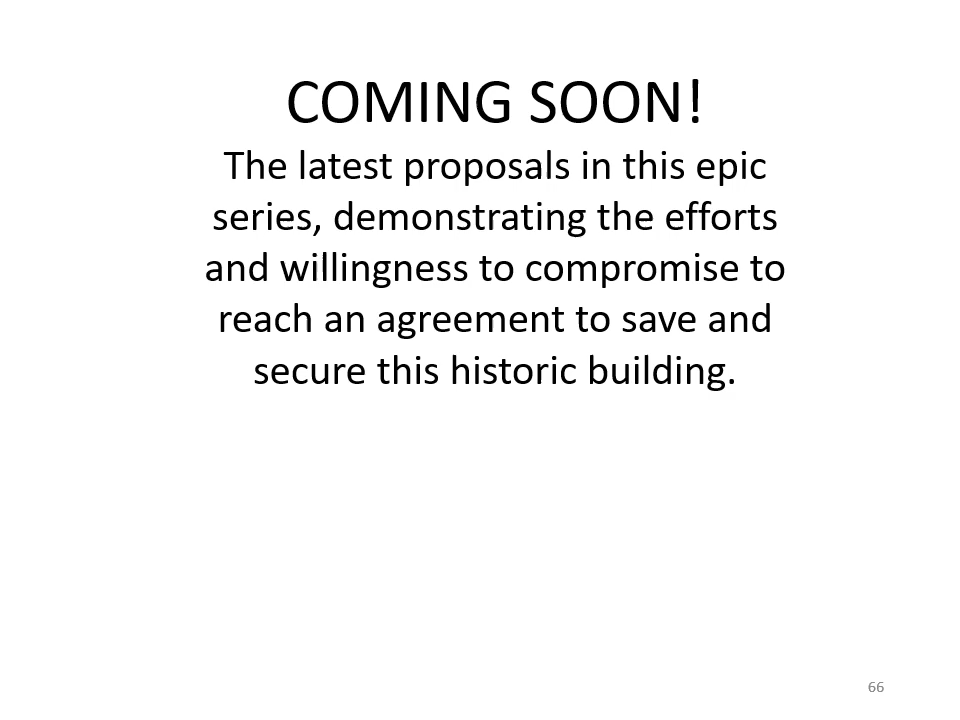 COMING SOON!
The latest proposals in this epic
series, demonstrating the efforts
and willingness to compromise to
reach an agreement to save and
secure this historic building.
66